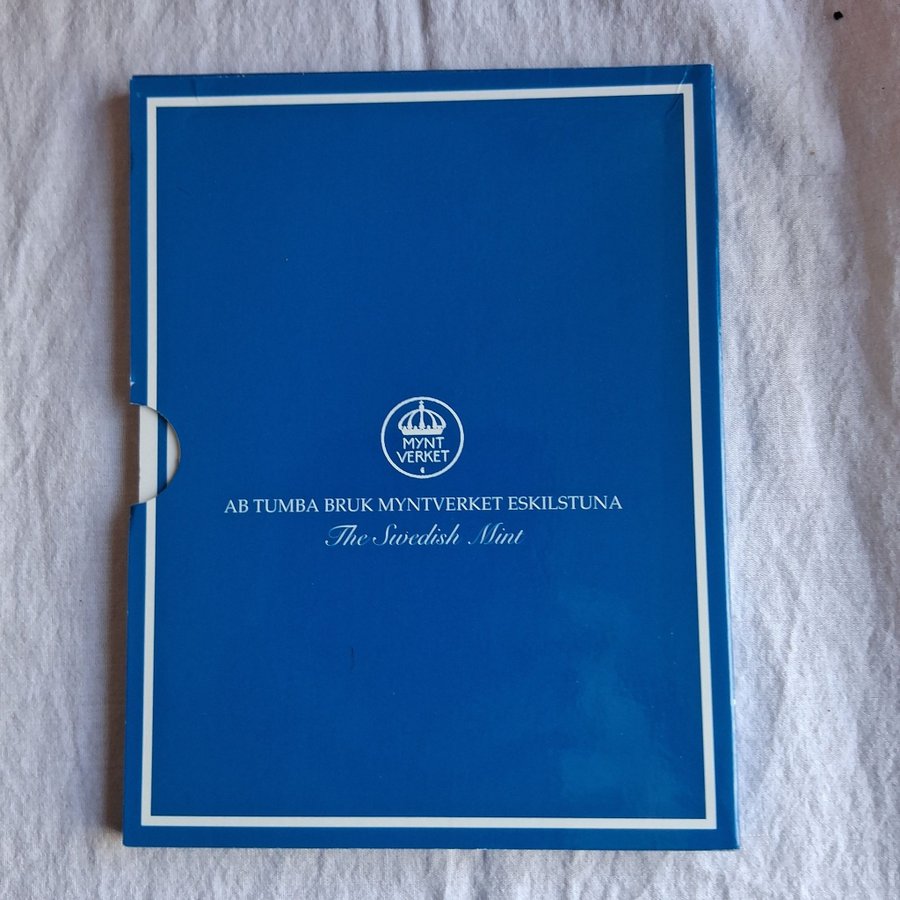 MYNT
VERKET
AB TUMBA BRUK MYNTVERKET ESKILSTUNA
The Swedish Mint